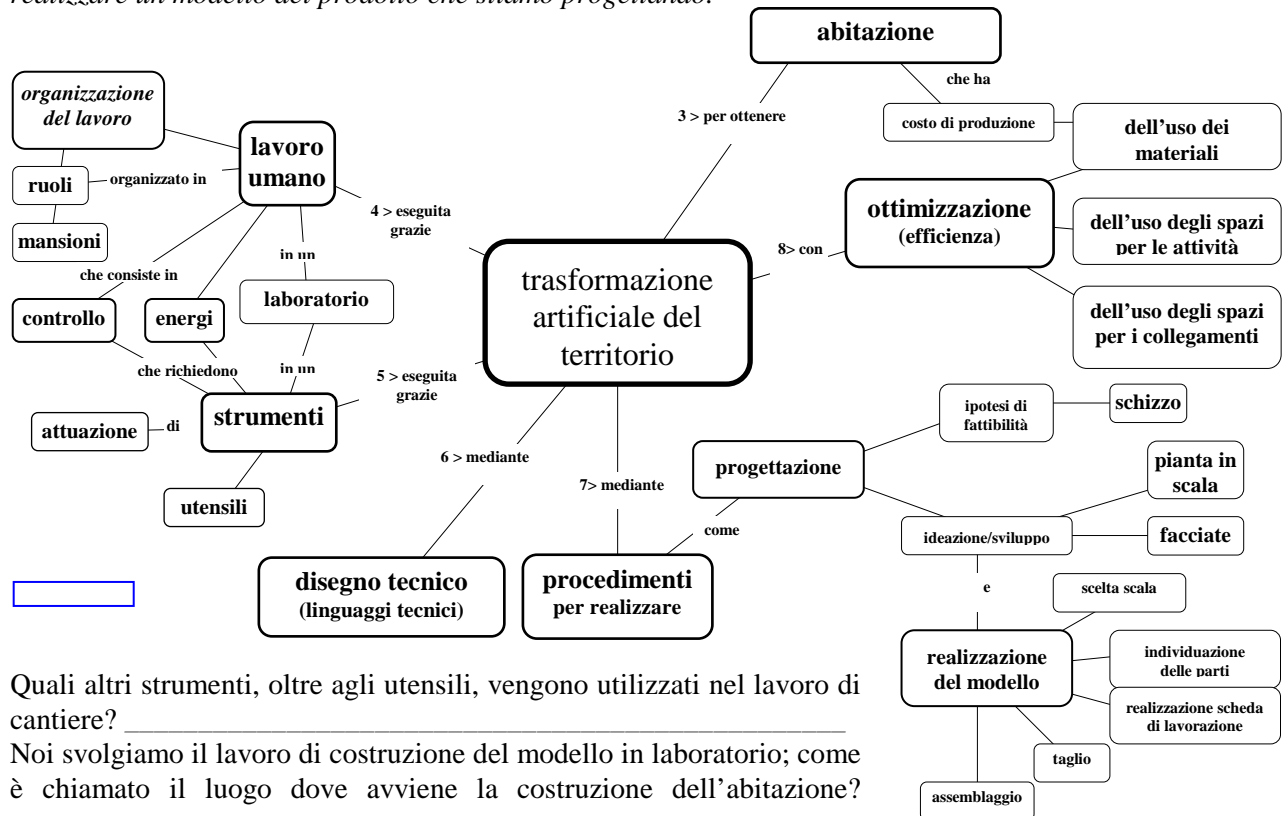 realizzare un modello del prodotto che stiamo progettando.
abitazione
che ha
costo di produzione
3 > per ottenere
organizzazione
del lavoro
lavoro
umano
ruoli
organizzato in
mansioni
4 > eseguita
grazie
in un
che consiste in
laboratorio
controllo
energi
che richiedono
in un
5 > eseguita
grazie
strumenti
attuazione
di
utensili
trasformazione
artificiale del
territorio
8> con
ottimizzazione
(efficienza)
dell'uso dei
materiali
dell'uso degli spazi
per le attività
dell'uso degli spazi
per i collegamenti
6 > mediante
7> mediante
disegno tecnico
(linguaggi tecnici)
procedimenti
per realizzare
come
progettazione
ipotesi di
fattibilità
schizzo
pianta in
scala
ideazione/sviluppo
facciate
e
scelta scala
realizzazione
del modello
individuazione
delle parti
realizzazione scheda
di lavorazione
taglio
assemblaggio
Quali altri strumenti, oltre agli utensili, vengono utilizzati nel lavoro di
cantiere? ____________________________________________________
Noi svolgiamo il lavoro di costruzione del modello in laboratorio; come
è chiamato il luogo dove avviene la costruzione dell'abitazione?